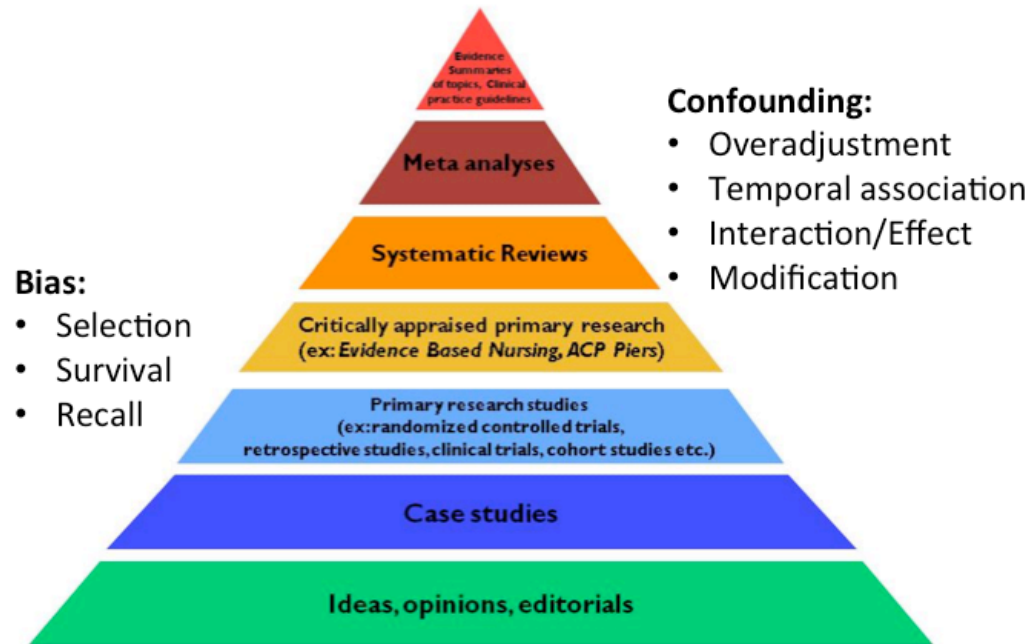 Evidence
Summaries
of topics, Clinical
practice guidelines
Meta analyses
Systematic Reviews
Critically appraised primary research
(ex: Evidence Based Nursing, ACP Piers)
Primary research studies
(ex: randomized controlled trials,
retrospective studies, clinical trials, cohort studies etc.)
Case studies
Ideas, opinions, editorials
Bias:
• Selection
• Survival
• Recall
Confounding:
• Overadjustment
• Temporal association
• Interaction/Effect
• Modification